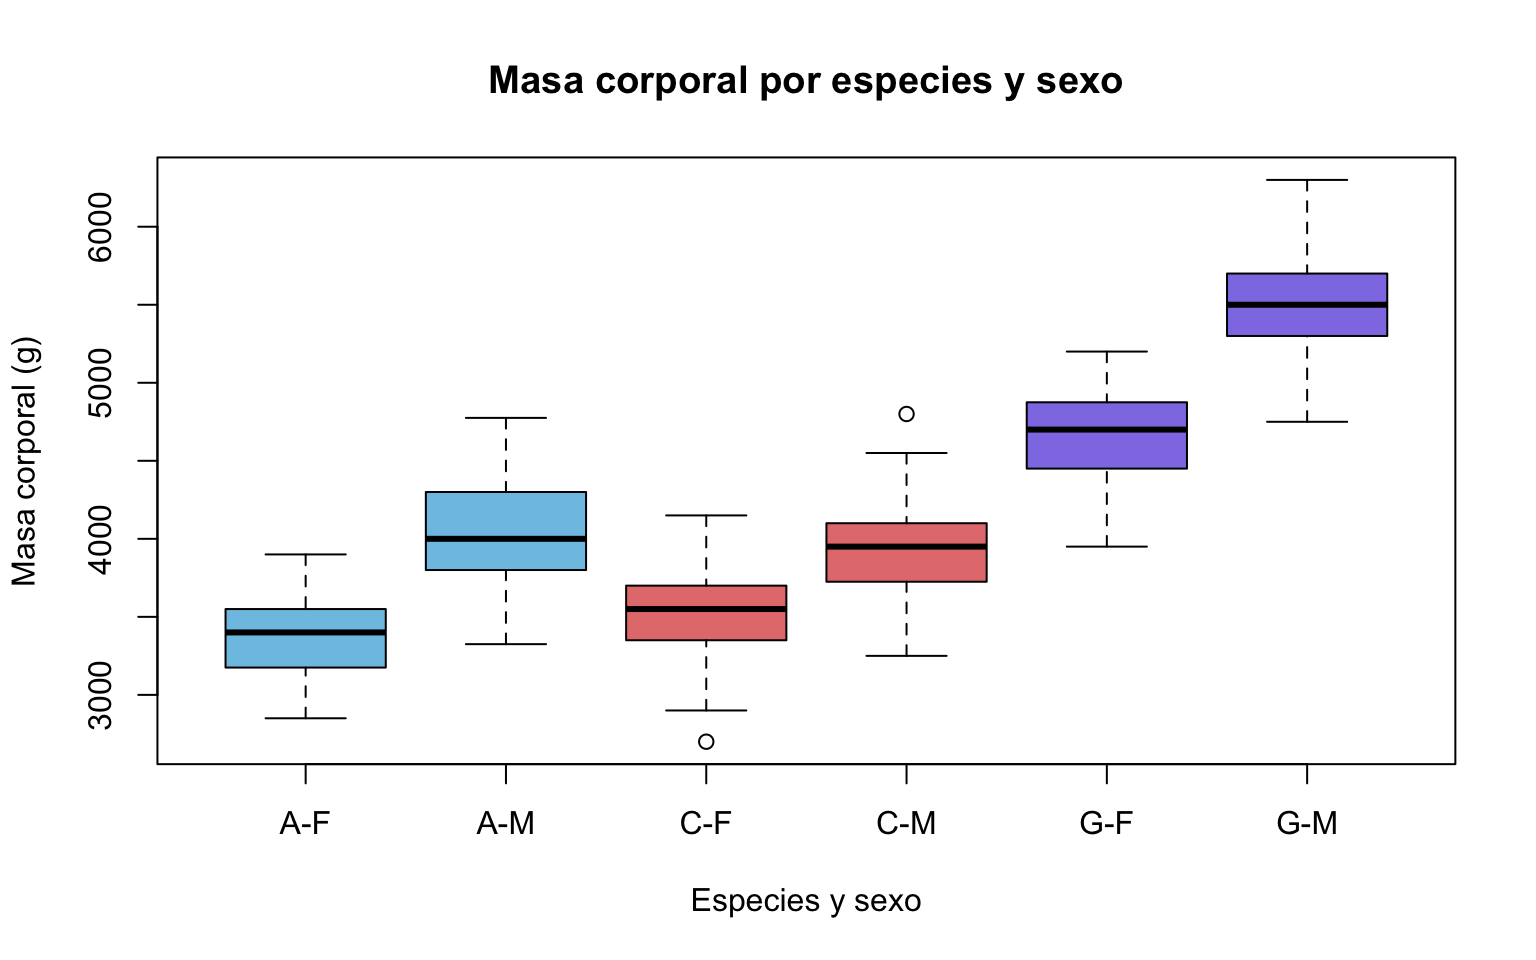 Masa corporal por especies y sexo
Masa corporal (g)
6000
5000
4000
3000
A-F A-M C-F C-M G-F G-M
Especies y sexo